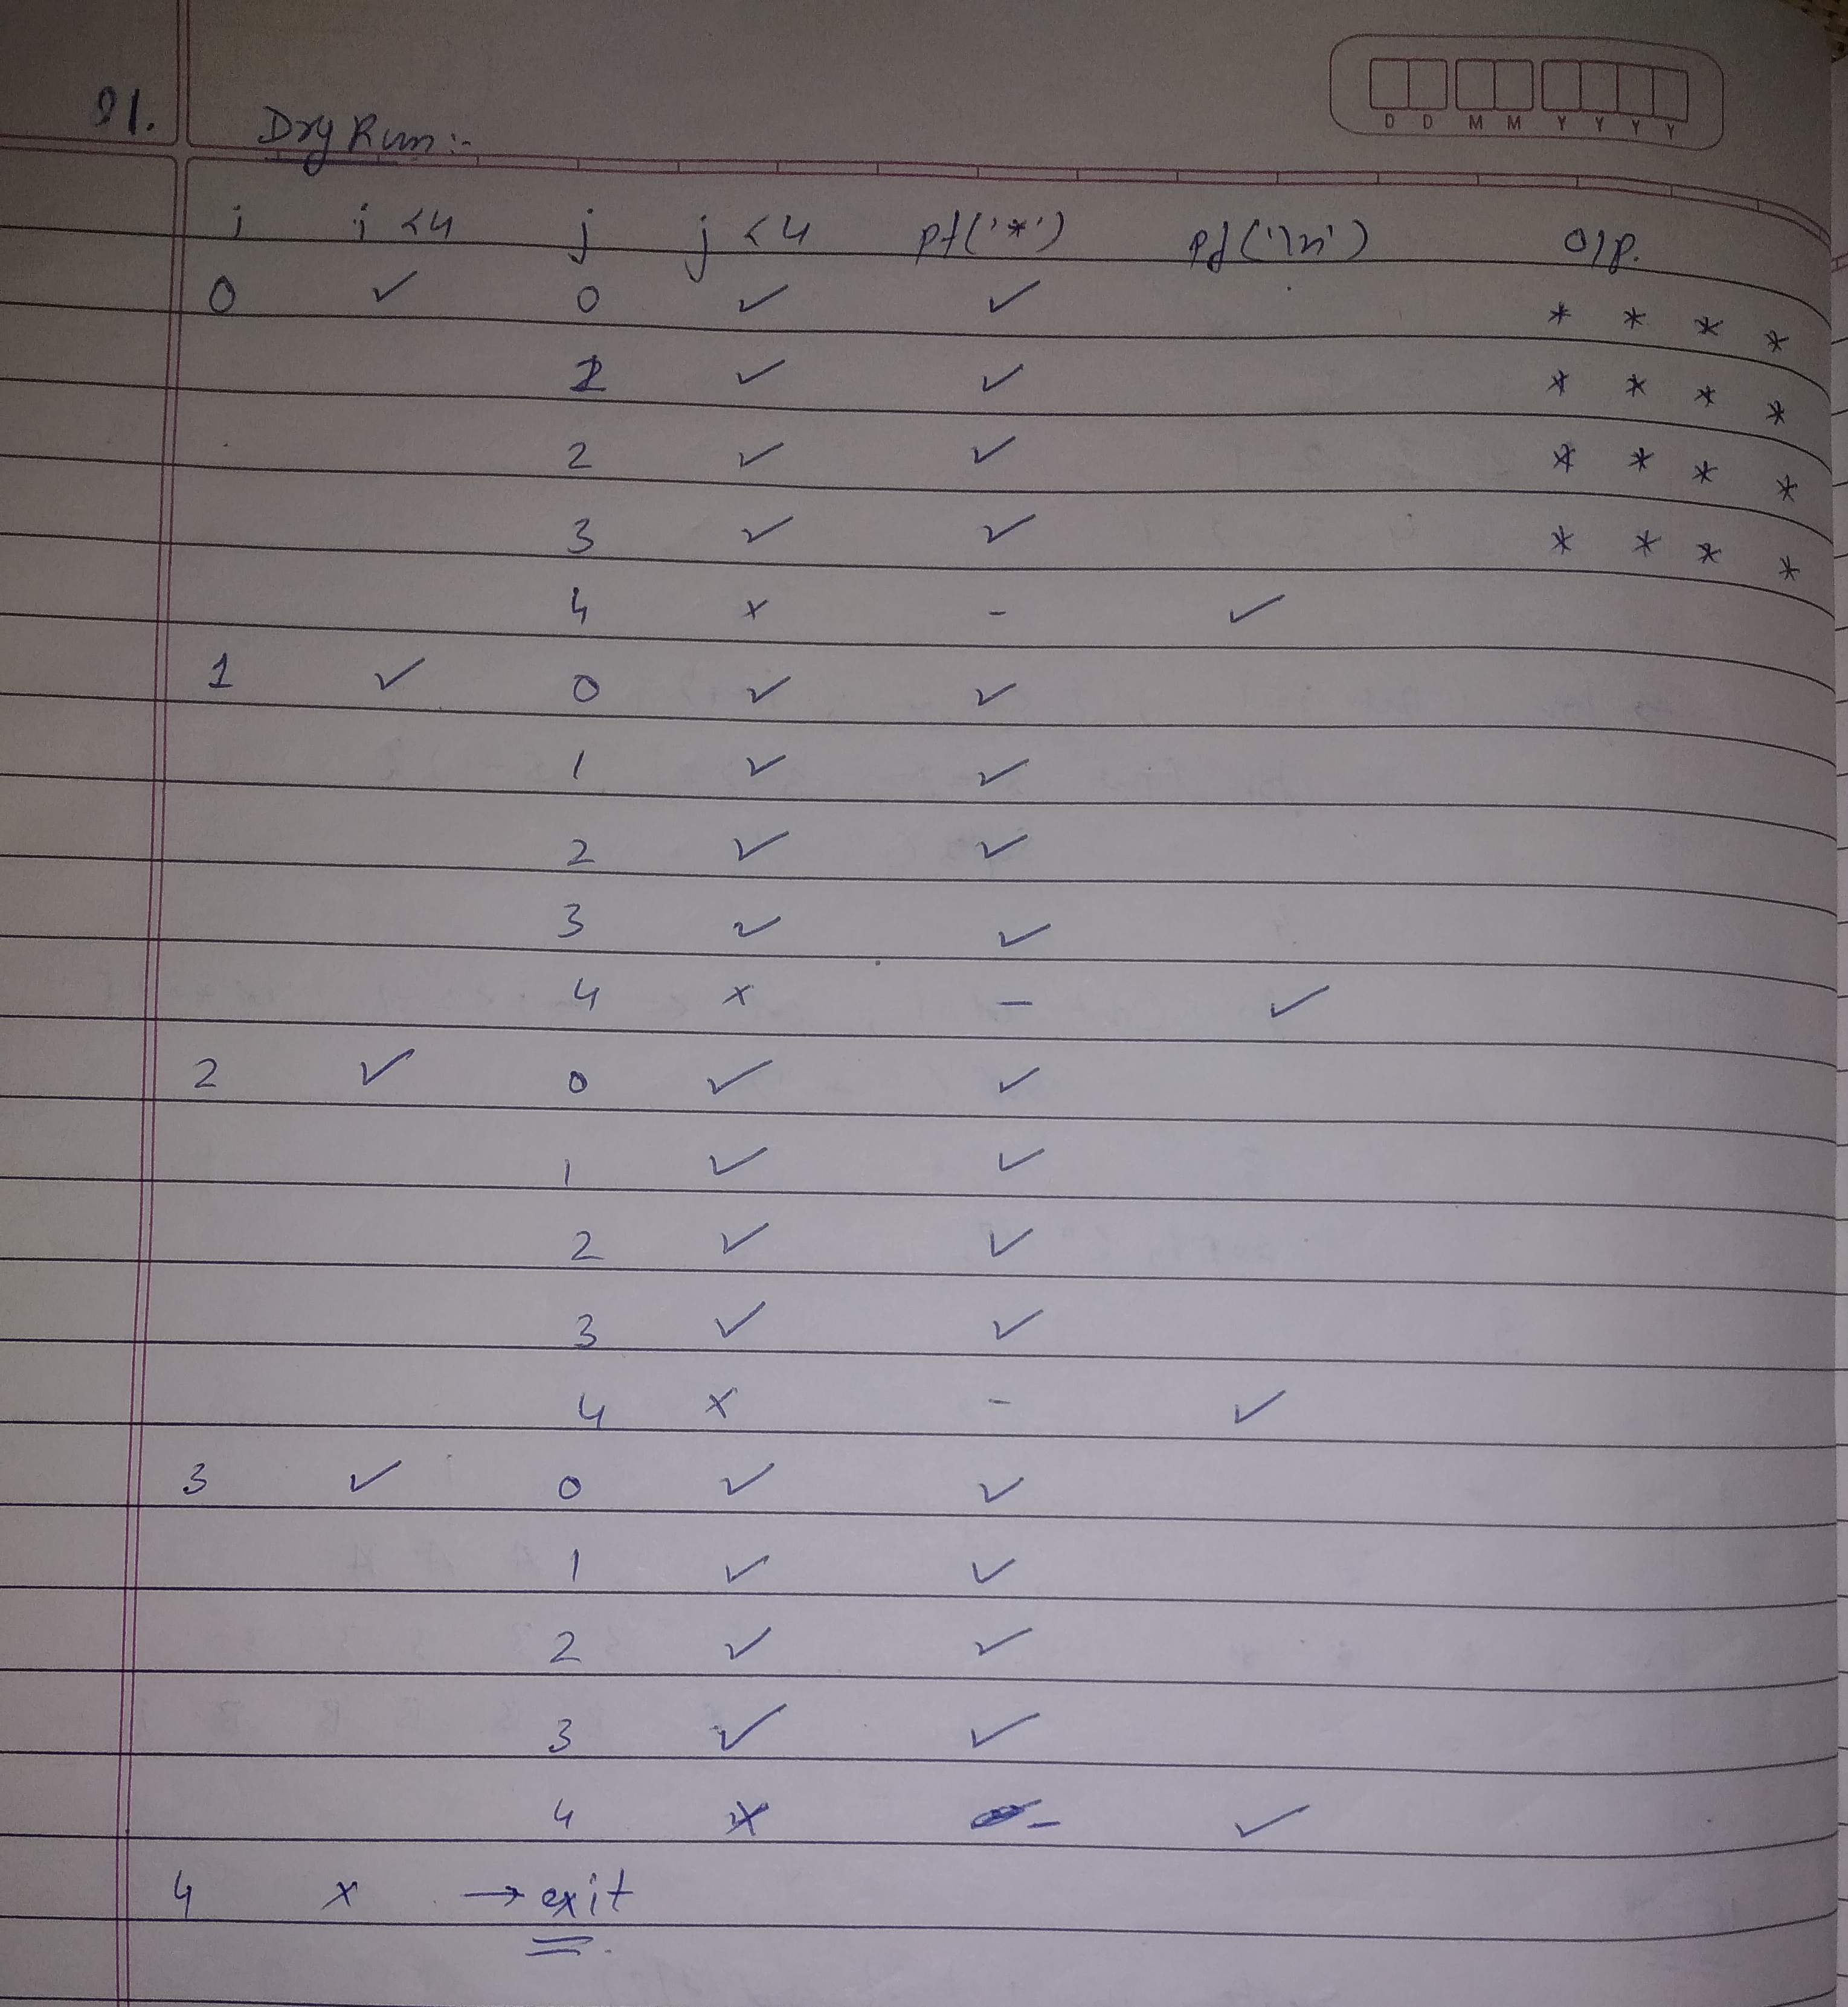 Q1. Dry Run :-
D D M M Y Y Y Y
i i <4 j j <4 pf('*') pf('\n') O/P.
0 ✓ 0 ✓ ✓ * * * *
1 ✓ ✓ * * * *
2 ✓ ✓ * * * *
3 ✓ ✓ * * * *
4 × - ✓
1 ✓ 0 ✓ ✓
1 ✓ ✓
2 ✓ ✓
3 ✓ ✓
4 × - ✓
2 ✓ 0 ✓ ✓
1 ✓ ✓
2 ✓ ✓
3 ✓ ✓
4 × - ✓
3 ✓ 0 ✓ ✓
1 ✓ ✓
2 ✓ ✓
3 ✓ ✓
4 × - ✓
4 × → exit